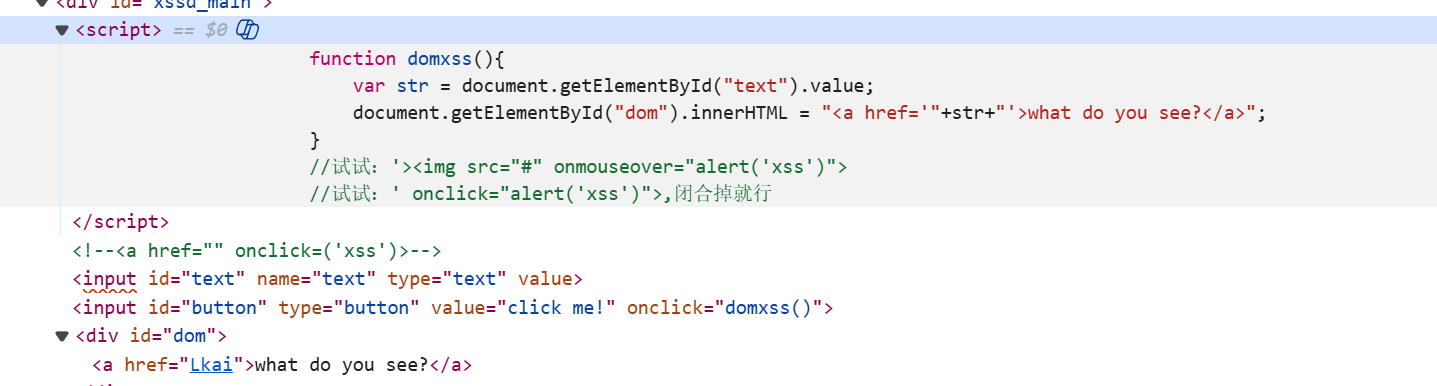 <div id="xssd_main">
<script> == $0
function domxss(){
var str = document.getElementById("text").value;
document.getElementById("dom").innerHTML = "<a href='"+str+"'>what do you see?</a>";
}
//试试：'><img src="#" onmouseover="alert('xss')">
//试试：' onclick="alert('xss')">,闭合掉就行
</script>
<!--<a href="" onclick=('xss')>-->
<input id="text" name="text" type="text" value>
<input id="button" type="button" value="click me!" onclick="domxss()">
<div id="dom">
<a href="Lkai">what do you see?</a>